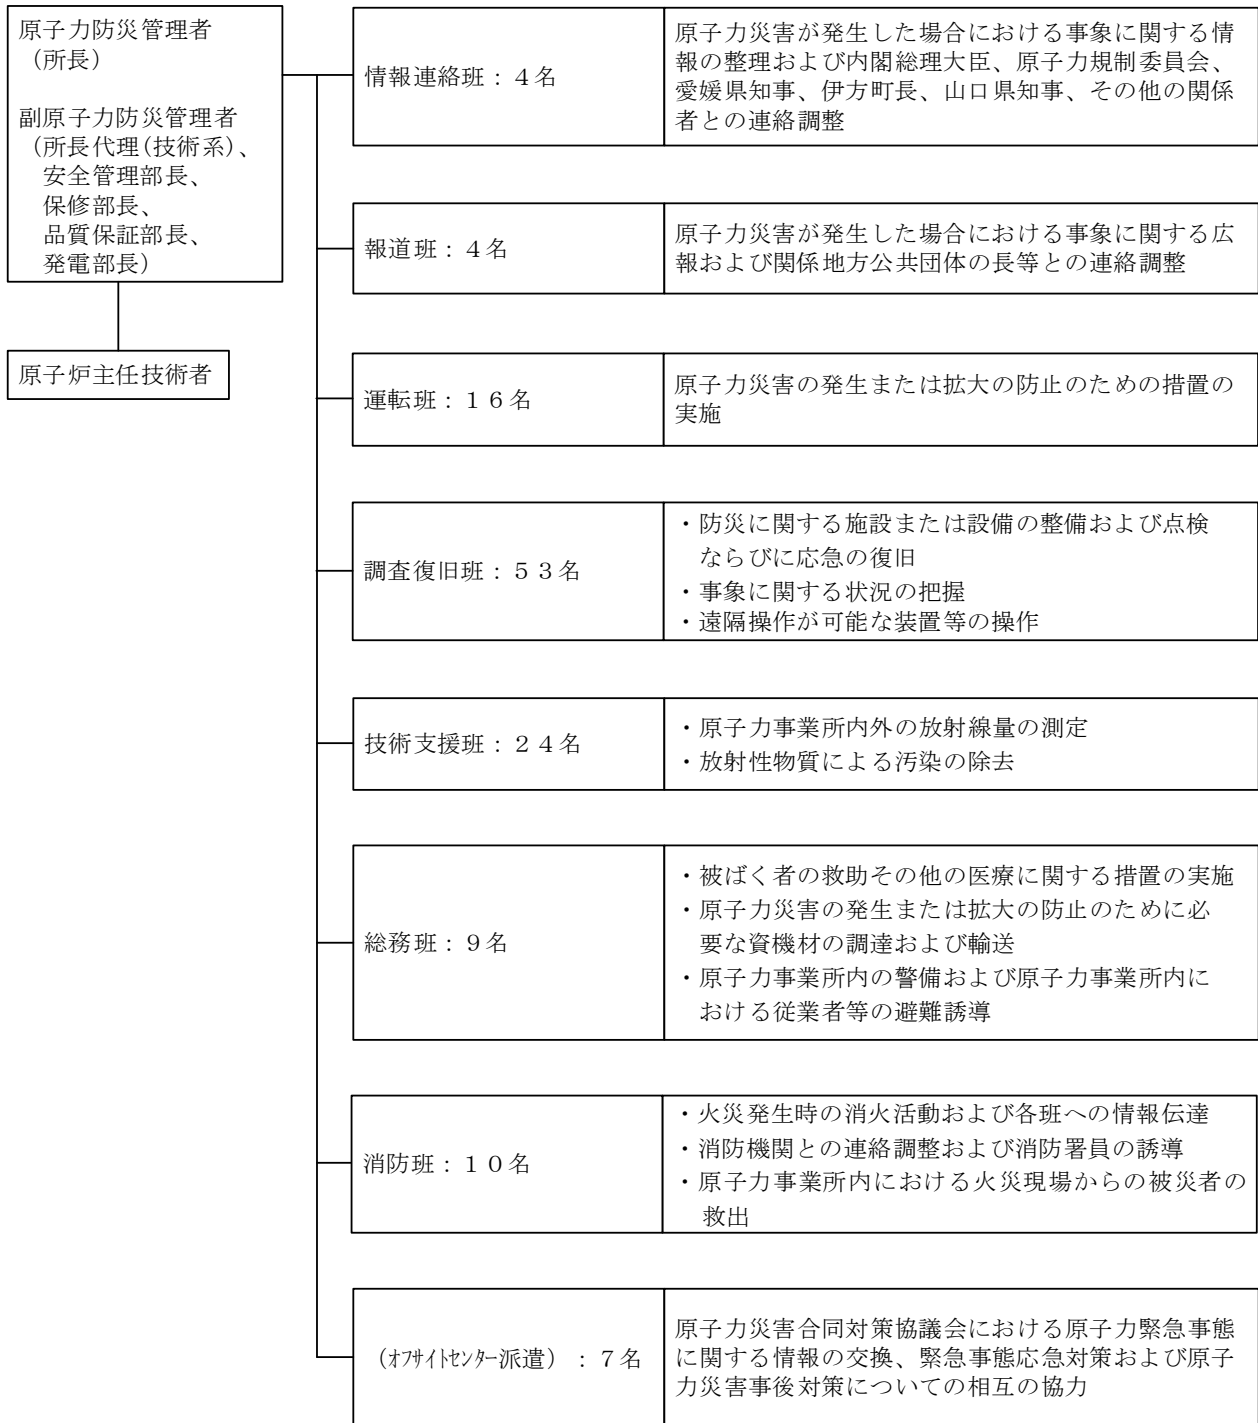 原子力防災管理者
（所長）
副原子力防災管理者
（所長代理(技術系)、
安全管理部長、
保修部長、
品質保証部長、
発電部長）
原子炉主任技術者
情報連絡班：４名
原子力災害が発生した場合における事象に関する情
報の整理および内閣総理大臣、原子力規制委員会、
愛媛県知事、伊方町長、山口県知事、その他の関係
者との連絡調整
報道班：４名
原子力災害が発生した場合における事象に関する広
報および関係地方公共団体の長等との連絡調整
運転班：１６名
原子力災害の発生または拡大の防止のための措置の
実施
調査復旧班：５３名
・防災に関する施設または設備の整備および点検
ならびに応急の復旧
・事象に関する状況の把握
・遠隔操作が可能な装置等の操作
技術支援班：２４名
・原子力事業所内外の放射線量の測定
・放射性物質による汚染の除去
総務班：９名
・被ばく者の救助その他の医療に関する措置の実施
・原子力災害の発生または拡大の防止のために必
要な資機材の調達および輸送
・原子力事業所内の警備および原子力事業所内に
おける従業者等の避難誘導
消防班：１０名
・火災発生時の消火活動および各班への情報伝達
・消防機関との連絡調整および消防署員の誘導
・原子力事業所内における火災現場からの被災者の
救出
（ｵﾌｻｲﾄｾﾝﾀｰ派遣）：７名
原子力災害合同対策協議会における原子力緊急事態
に関する情報の交換、緊急事態応急対策および原子
力災害事後対策についての相互の協力